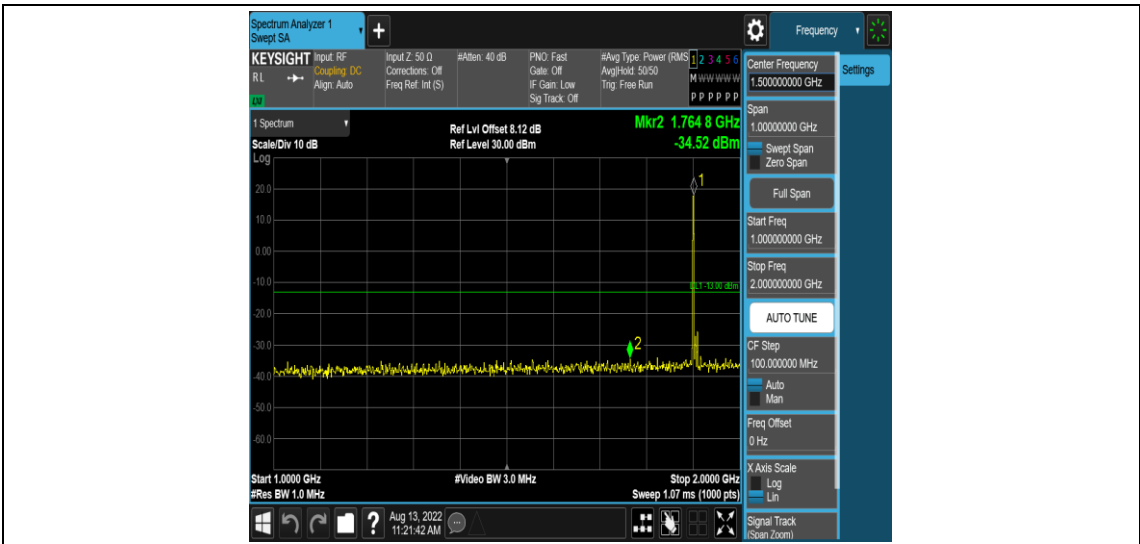 Spectrum Analyzer 1
Swept SA
+
Frequency
KEYSIGHT
RL
LXI
Input: RF
Coupling: DC
Align: Auto
Input Z: 50 Ω
Corrections: Off
Freq Ref: Int (S)
#Atten: 40 dB
PNO: Fast
Gate: Off
IF Gain: Low
Sig Track: Off
#Avg Type: Power (RMS
Avg|Hold: 50/50
Trig: Free Run
1 2 3 4 5 6
M W W W W W
P P P P P P
Center Frequency
1.500000000 GHz
Settings
Span
1.00000000 GHz
Swept Span
Zero Span
Full Span
Start Freq
1.000000000 GHz
Stop Freq
2.000000000 GHz
AUTO TUNE
CF Step
100.000000 MHz
Auto
Man
Freq Offset
0 Hz
X Axis Scale
Log
Lin
Signal Track
(Span Zoom)
1 Spectrum
Scale/Div 10 dB
Log
Ref Lvl Offset 8.12 dB
Ref Level 30.00 dBm
Mkr2 1.764 8 GHz
-34.52 dBm
1
20.0
10.0
0.00
-10.0
DL1 -13.00 dBm
-20.0
-30.0
2
-40.0
-50.0
-60.0
Start 1.0000 GHz
#Video BW 3.0 MHz
Stop 2.0000 GHz
#Res BW 1.0 MHz
Sweep 1.07 ms (1000 pts)
?
Aug 13, 2022
11:21:42 AM